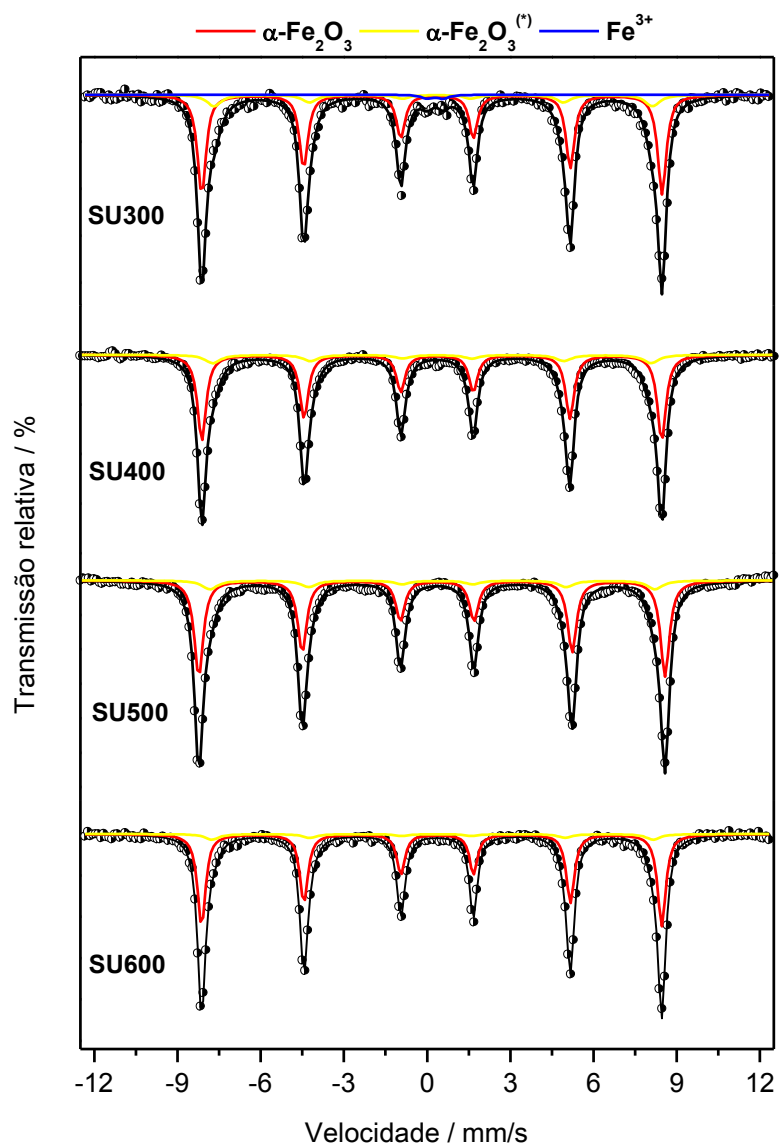 α-Fe₂O₃ α-Fe₂O₃⁽*⁾ Fe³⁺
SU300
SU400
SU500
SU600
Transmissão relativa / %
-12 -9 -6 -3 0 3 6 9 12
Velocidade / mm/s